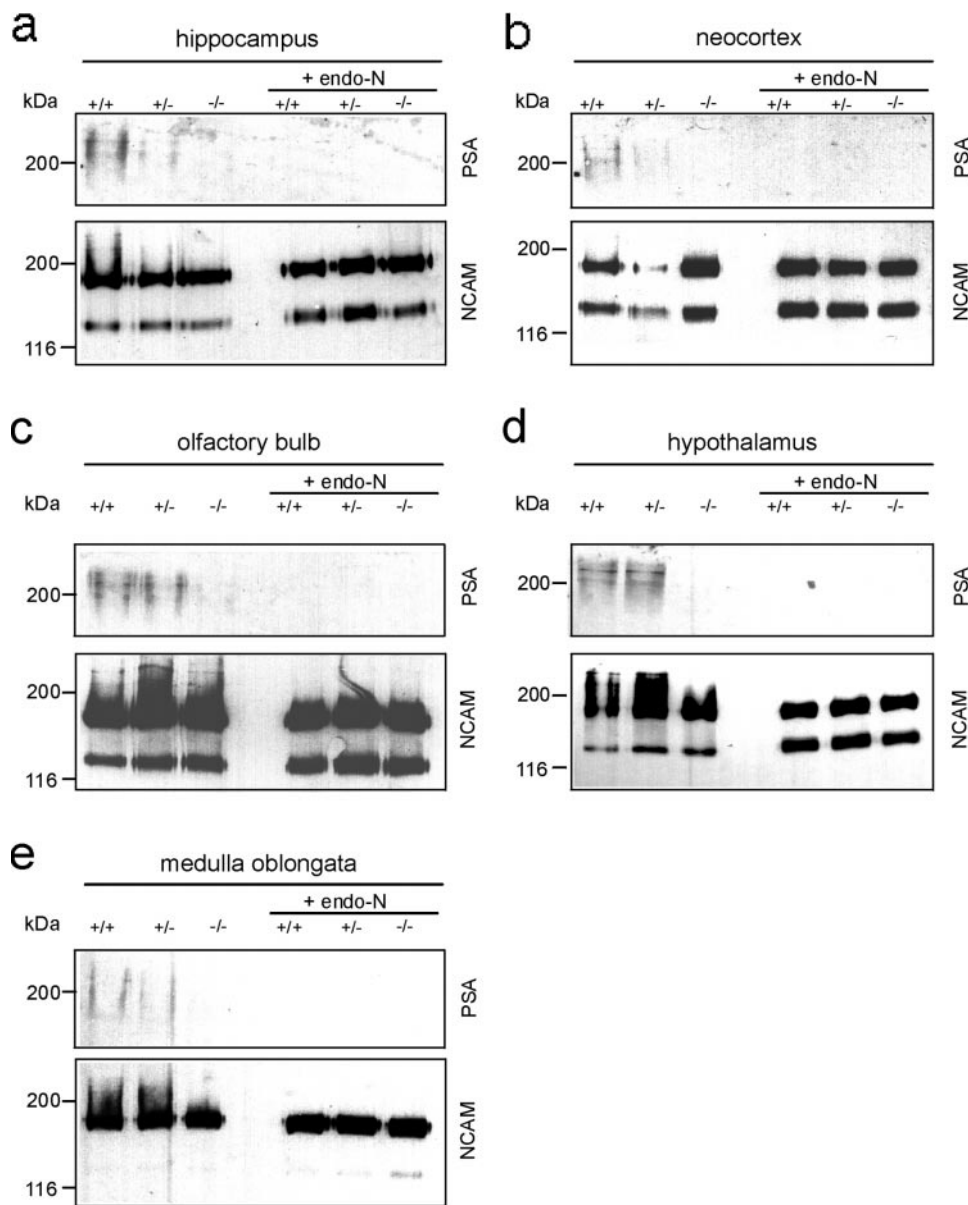 a
hippocampus
+ endo-N
kDa
+/+ +/- -/- +/+ +/- -/-
200
PSA
200
116
NCAM
b
neocortex
+ endo-N
kDa
+/+ +/- -/- +/+ +/- -/-
200
PSA
200
116
NCAM
c
olfactory bulb
+ endo-N
kDa
+/+ +/- -/- +/+ +/- -/-
200
PSA
200
116
NCAM
d
hypothalamus
+ endo-N
kDa
+/+ +/- -/- +/+ +/- -/-
200
PSA
200
116
NCAM
e
medulla oblongata
+ endo-N
kDa
+/+ +/- -/- +/+ +/- -/-
200
PSA
200
116
NCAM